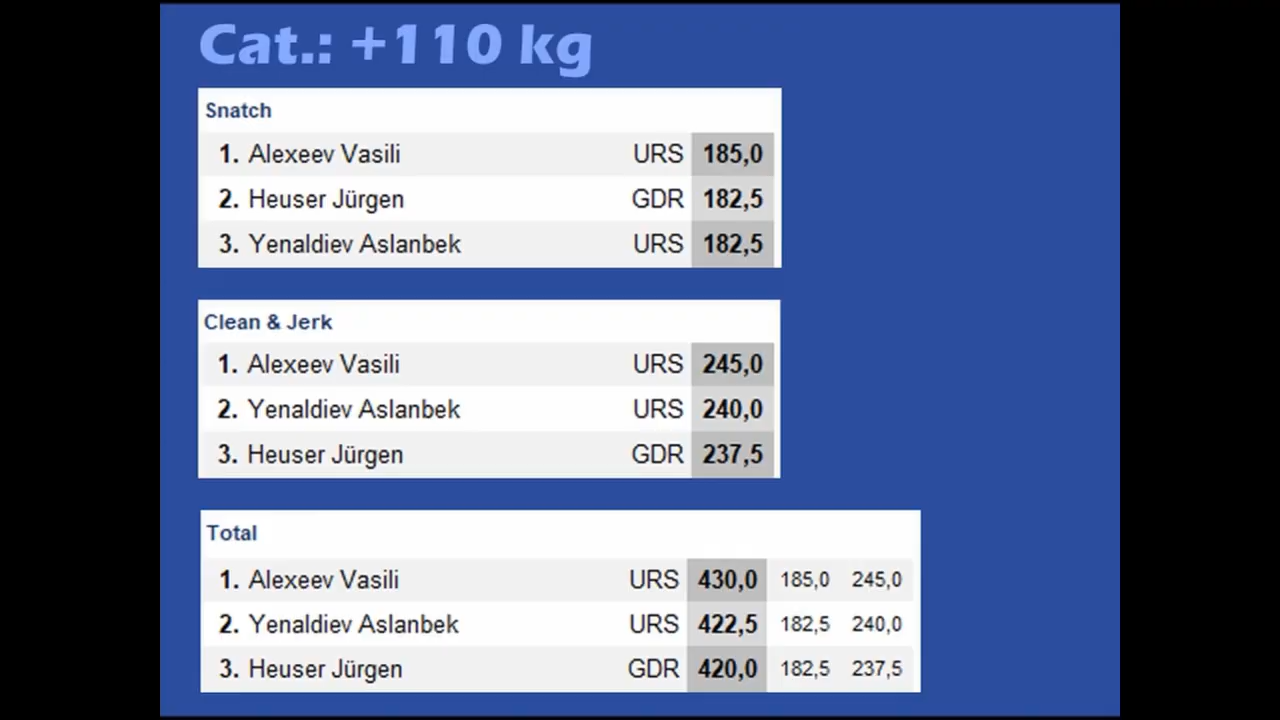 Cat.: +110 kg
Snatch
1. Alexeev Vasili URS 185,0
2. Heuser Jürgen GDR 182,5
3. Yenaldiev Aslanbek URS 182,5
Clean & Jerk
1. Alexeev Vasili URS 245,0
2. Yenaldiev Aslanbek URS 240,0
3. Heuser Jürgen GDR 237,5
Total
1. Alexeev Vasili URS 430,0 185,0 245,0
2. Yenaldiev Aslanbek URS 422,5 182,5 240,0
3. Heuser Jürgen GDR 420,0 182,5 237,5